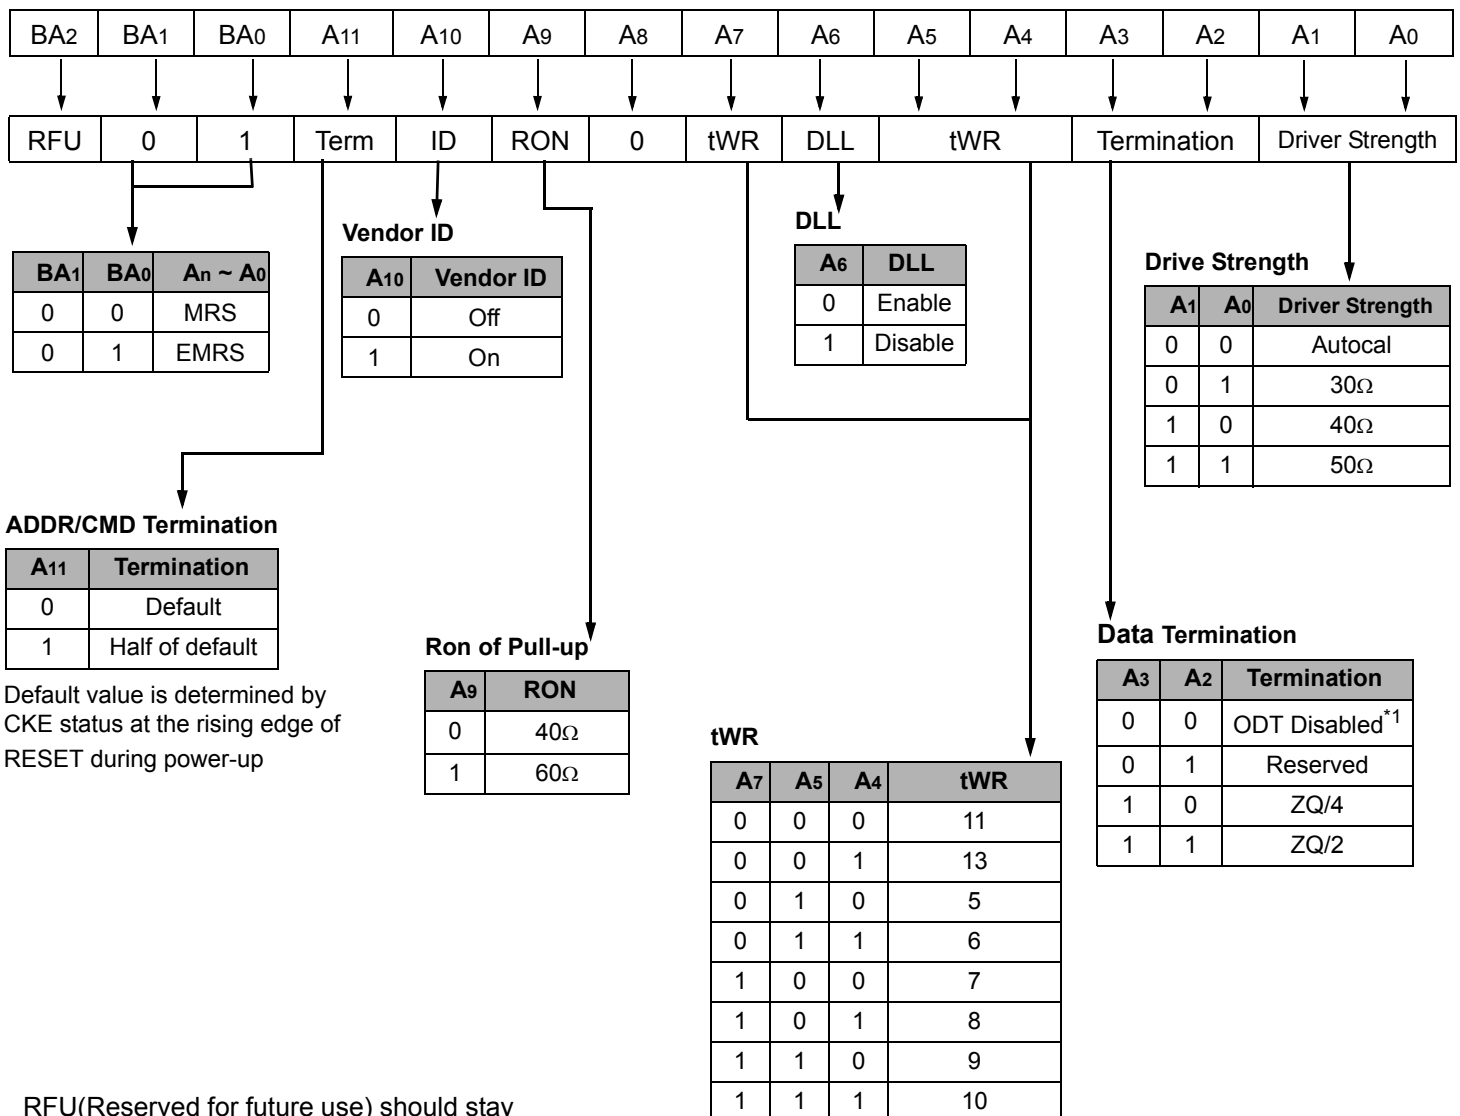 BA2 BA1 BA0 A11 A10 A9 A8 A7 A6 A5 A4 A3 A2 A1 A0
RFU 0 1 Term ID RON 0 tWR DLL tWR Termination Driver Strength
BA1 BA0 An ~ A0
0 0 MRS
0 1 EMRS
Vendor ID
A10 Vendor ID
0 Off
1 On
DLL
A6 DLL
0 Enable
1 Disable
Drive Strength
A1 A0 Driver Strength
0 0 Autocal
0 1 30Ω
1 0 40Ω
1 1 50Ω
ADDR/CMD Termination
A11 Termination
0 Default
1 Half of default
Default value is determined by
CKE status at the rising edge of
RESET during power-up
Ron of Pull-up
A9 RON
0 40Ω
1 60Ω
tWR
A7 A5 A4 tWR
0 0 0 11
0 0 1 13
0 1 0 5
0 1 1 6
1 0 0 7
1 0 1 8
1 1 0 9
1 1 1 10
Data Termination
A3 A2 Termination
0 0 ODT Disabled*1
0 1 Reserved
1 0 ZQ/4
1 1 ZQ/2
RFU(Reserved for future use) should stay